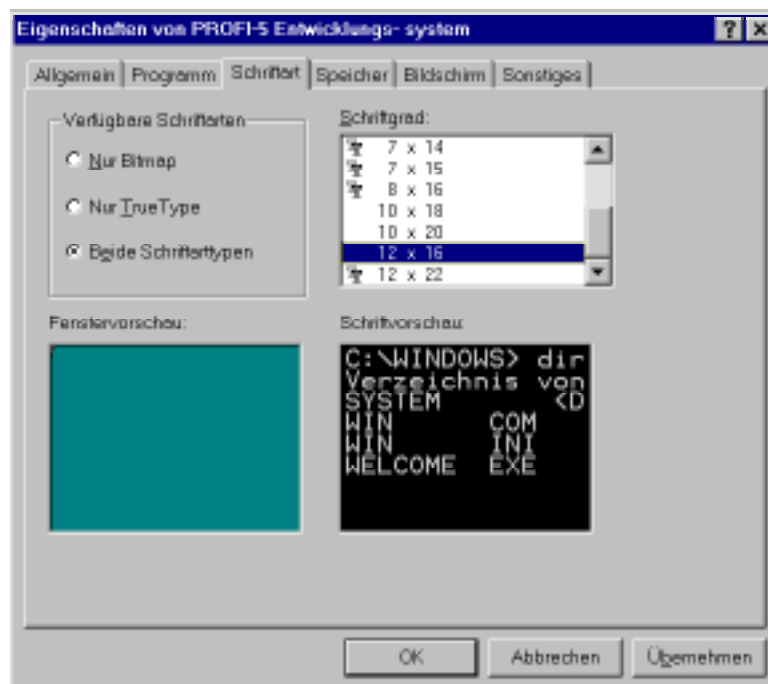 Eigenschaften von PROFI-5 Entwicklungs- system
Allgemein Programm Schriftart Speicher Bildschirm Sonstiges
Verfügbare Schriftarten
Nur Bitmap
Nur TrueType
Beide Schriftarttypen
Schriftgrad:
7 x 14
7 x 15
8 x 16
10 x 18
10 x 20
12 x 16
12 x 22
Fenstervorschau:
Schriftvorschau:
C:\WINDOWS> dir
Verzeichnis von
SYSTEM <D
WIN COM
WIN INI
WELCOME EXE
OK Abbrechen Übernehmen